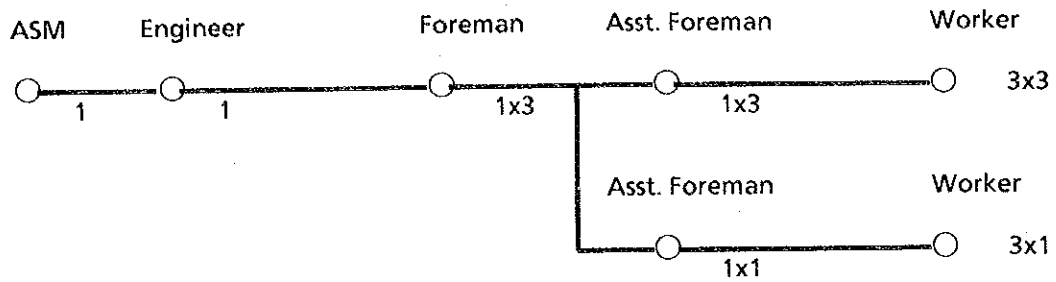 ASM Engineer Foreman Asst. Foreman Worker
3x3
1 1 1x3 1x3
Asst. Foreman Worker
3x1
1x1